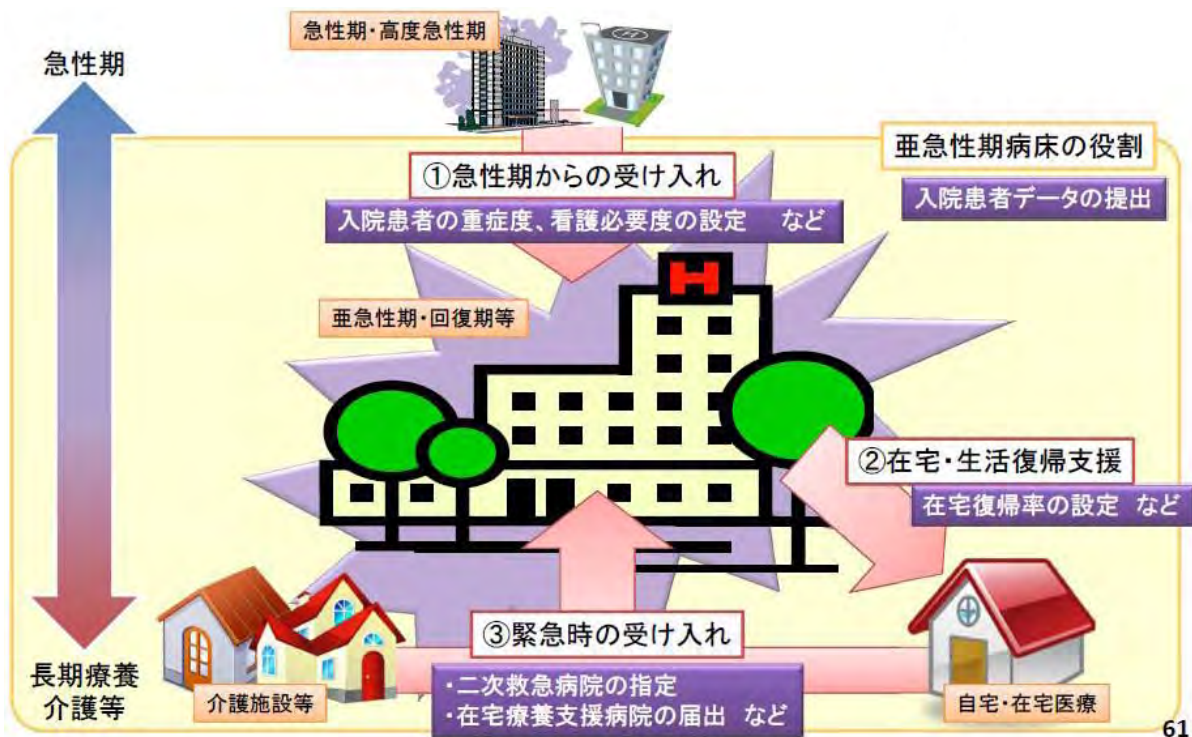 急性期・高度急性期
急性期
亜急性期病床の役割
①急性期からの受け入れ
入院患者データの提出
入院患者の重症度、看護必要度の設定 など
H
亜急性期・回復期等
②在宅・生活復帰支援
在宅復帰率の設定 など
③緊急時の受け入れ
長期療養
介護等
介護施設等
・二次救急病院の指定
・在宅療養支援病院の届出 など
自宅・在宅医療
61